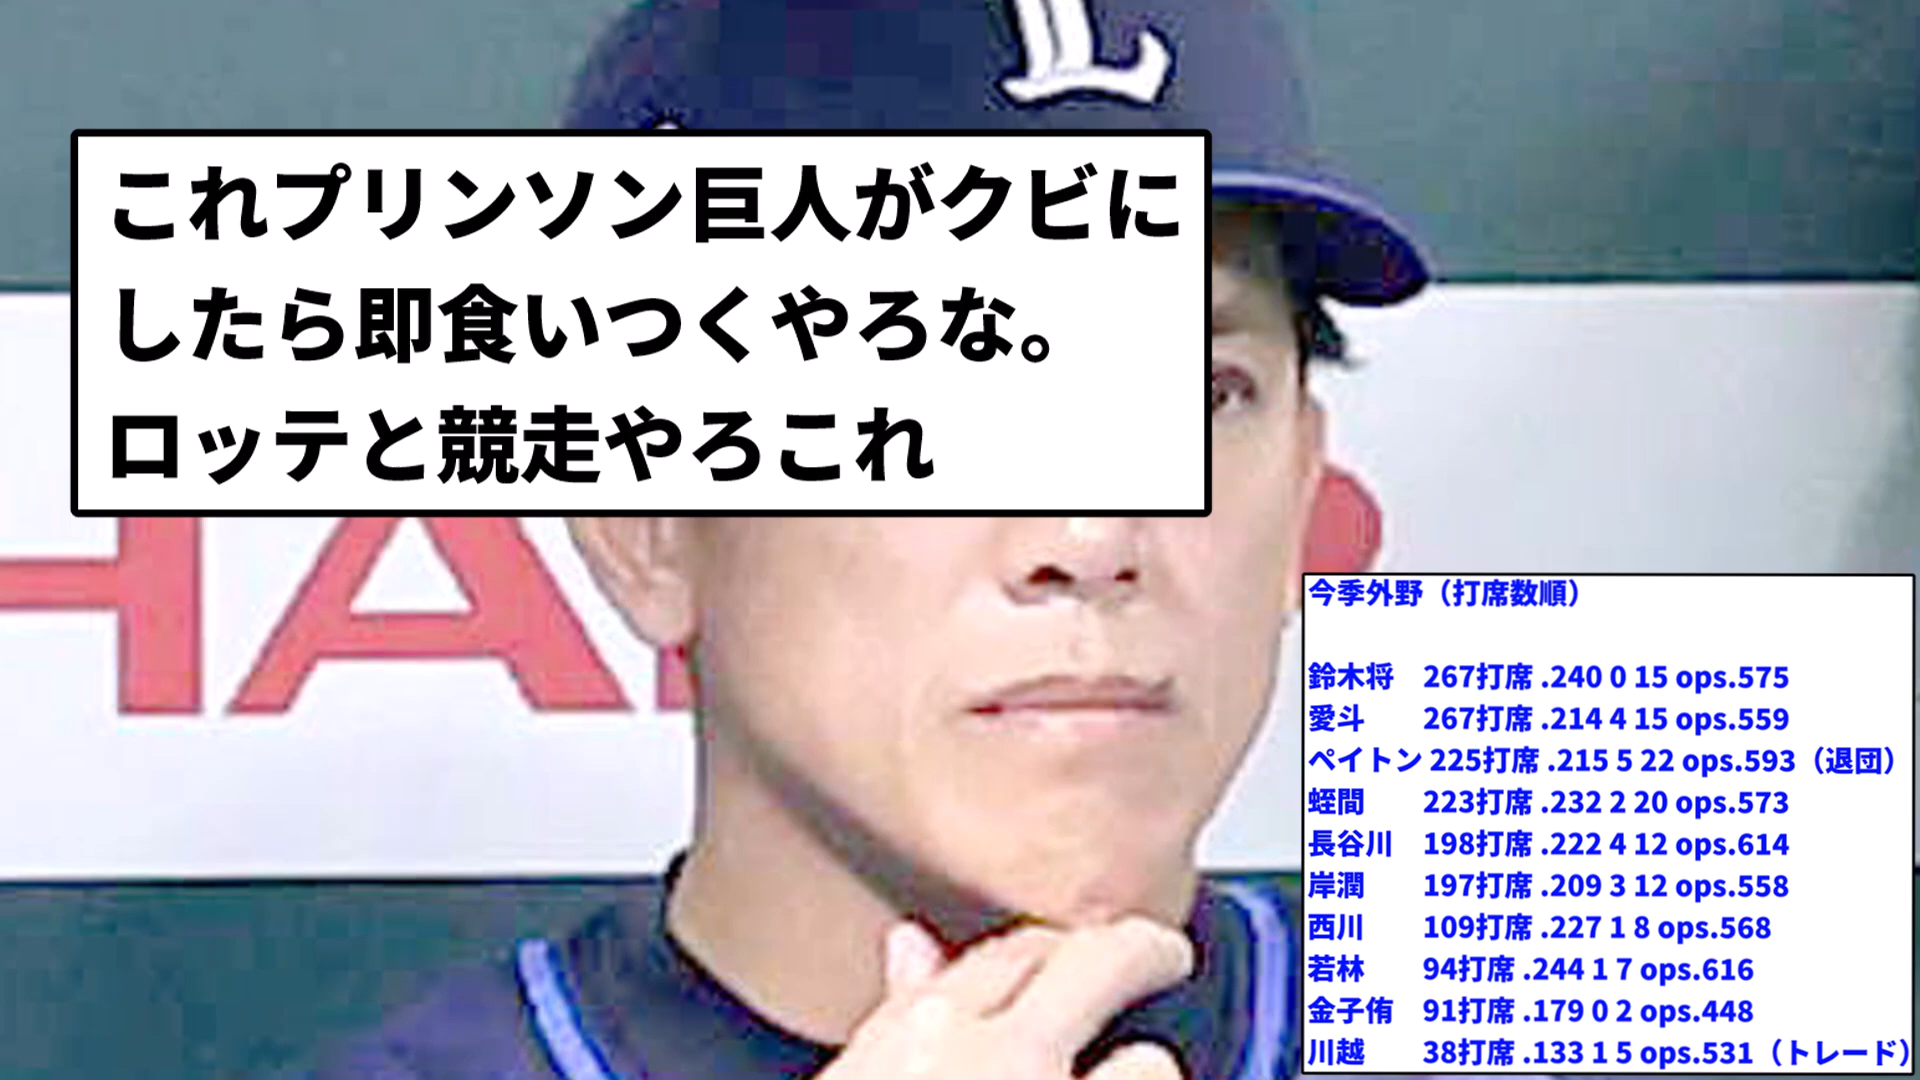 L
これプリンソン巨人がクビに
したら即食いつくやろな。
ロッテと競走やろこれ
HA
今季外野（打席数順）
鈴木将 267打席 .240 0 15 ops.575
愛斗 267打席 .214 4 15 ops.559
ペイトン 225打席 .215 5 22 ops.593（退団）
蛭間 223打席 .232 2 20 ops.573
長谷川 198打席 .222 4 12 ops.614
岸潤 197打席 .209 3 12 ops.558
西川 109打席 .227 1 8 ops.568
若林 94打席 .244 1 7 ops.616
金子侑 91打席 .179 0 2 ops.448
川越 38打席 .133 1 5 ops.531（トレード）